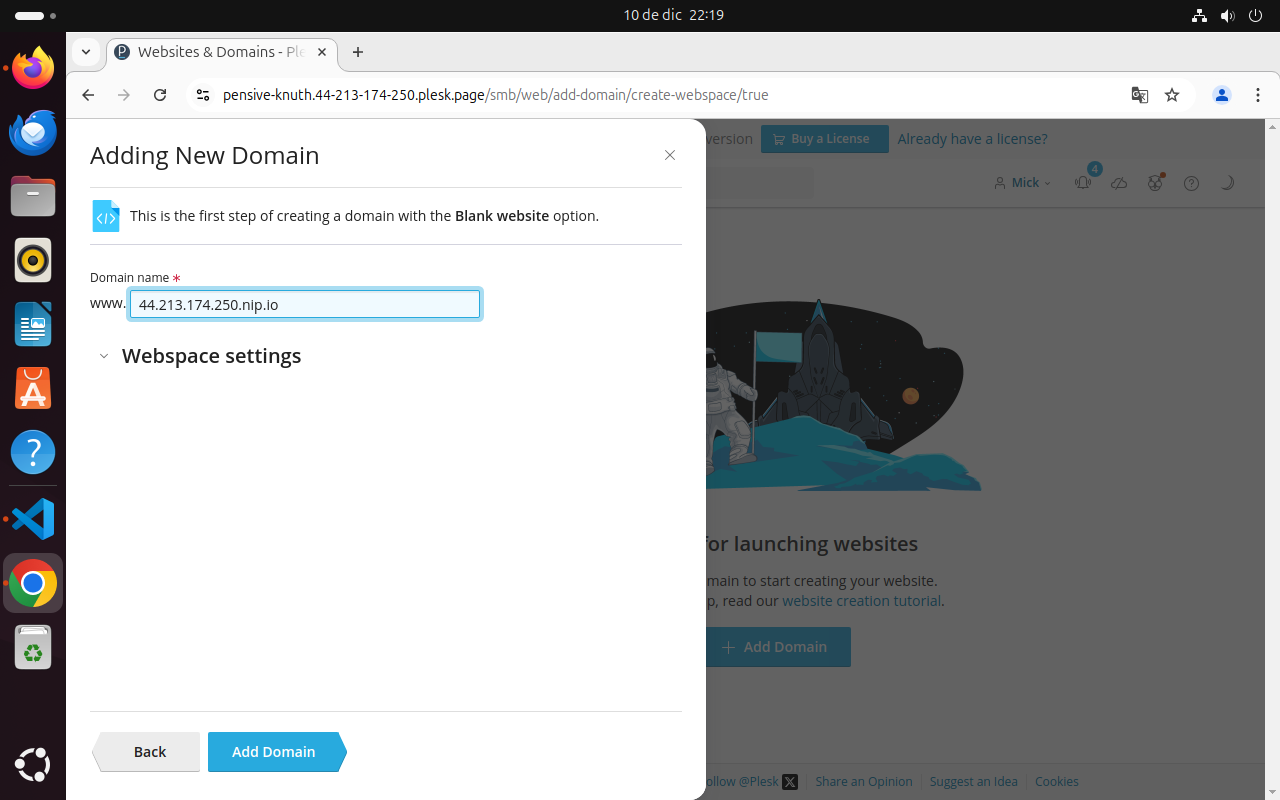 10 de dic 22:19
Websites & Domains - Ple
pensive-knuth.44-213-174-250.plesk.page/smb/web/add-domain/create-webspace/true
version
Buy a License
Already have a license?
Mick
4
Adding New Domain
This is the first step of creating a domain with the Blank website option.
Domain name *
www.
44.213.174.250.nip.io
Webspace settings
for launching websites
main to start creating your website.
p, read our website creation tutorial.
Add Domain
Back
Add Domain
ollow @Plesk
Share an Opinion
Suggest an Idea
Cookies